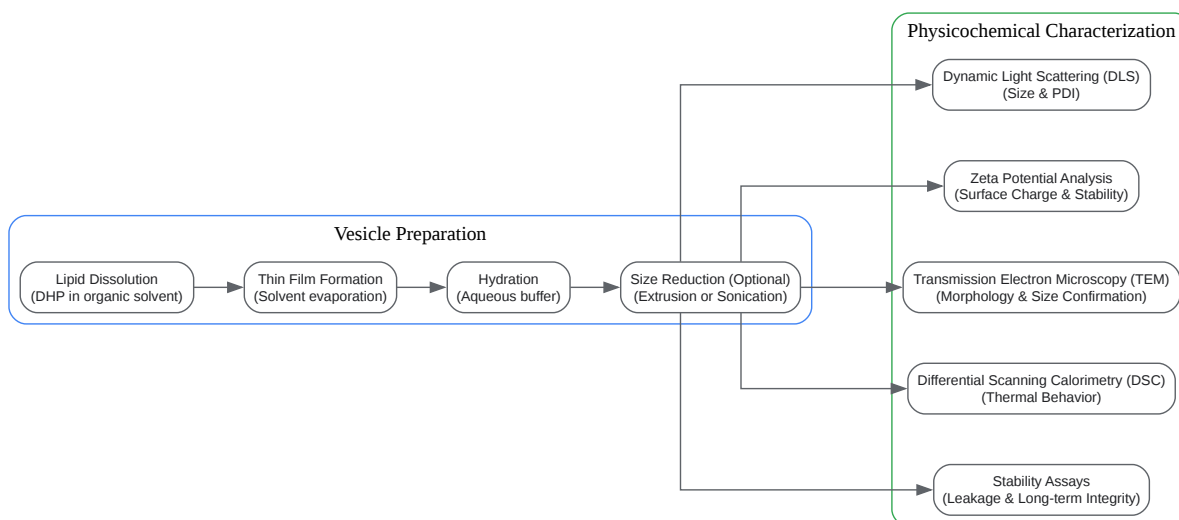 Vesicle Preparation
Lipid Dissolution
(DHP in organic solvent)
Thin Film Formation
(Solvent evaporation)
Hydration
(Aqueous buffer)
Size Reduction (Optional)
(Extrusion or Sonication)
Physicochemical Characterization
Dynamic Light Scattering (DLS)
(Size & PDI)
Zeta Potential Analysis
(Surface Charge & Stability)
Transmission Electron Microscopy (TEM)
(Morphology & Size Confirmation)
Differential Scanning Calorimetry (DSC)
(Thermal Behavior)
Stability Assays
(Leakage & Long-term Integrity)